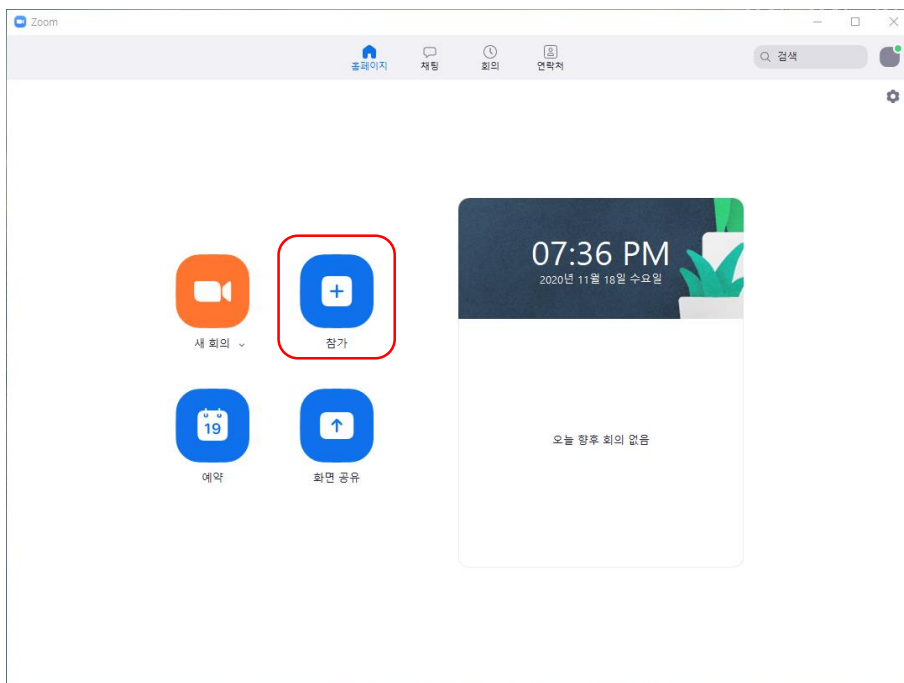 Zoom
홈페이지 채팅 회의 연락처
검색
07:36 PM
2020년 11월 18일 수요일
새 회의 참가
19
예약 화면 공유
오늘 향후 회의 없음